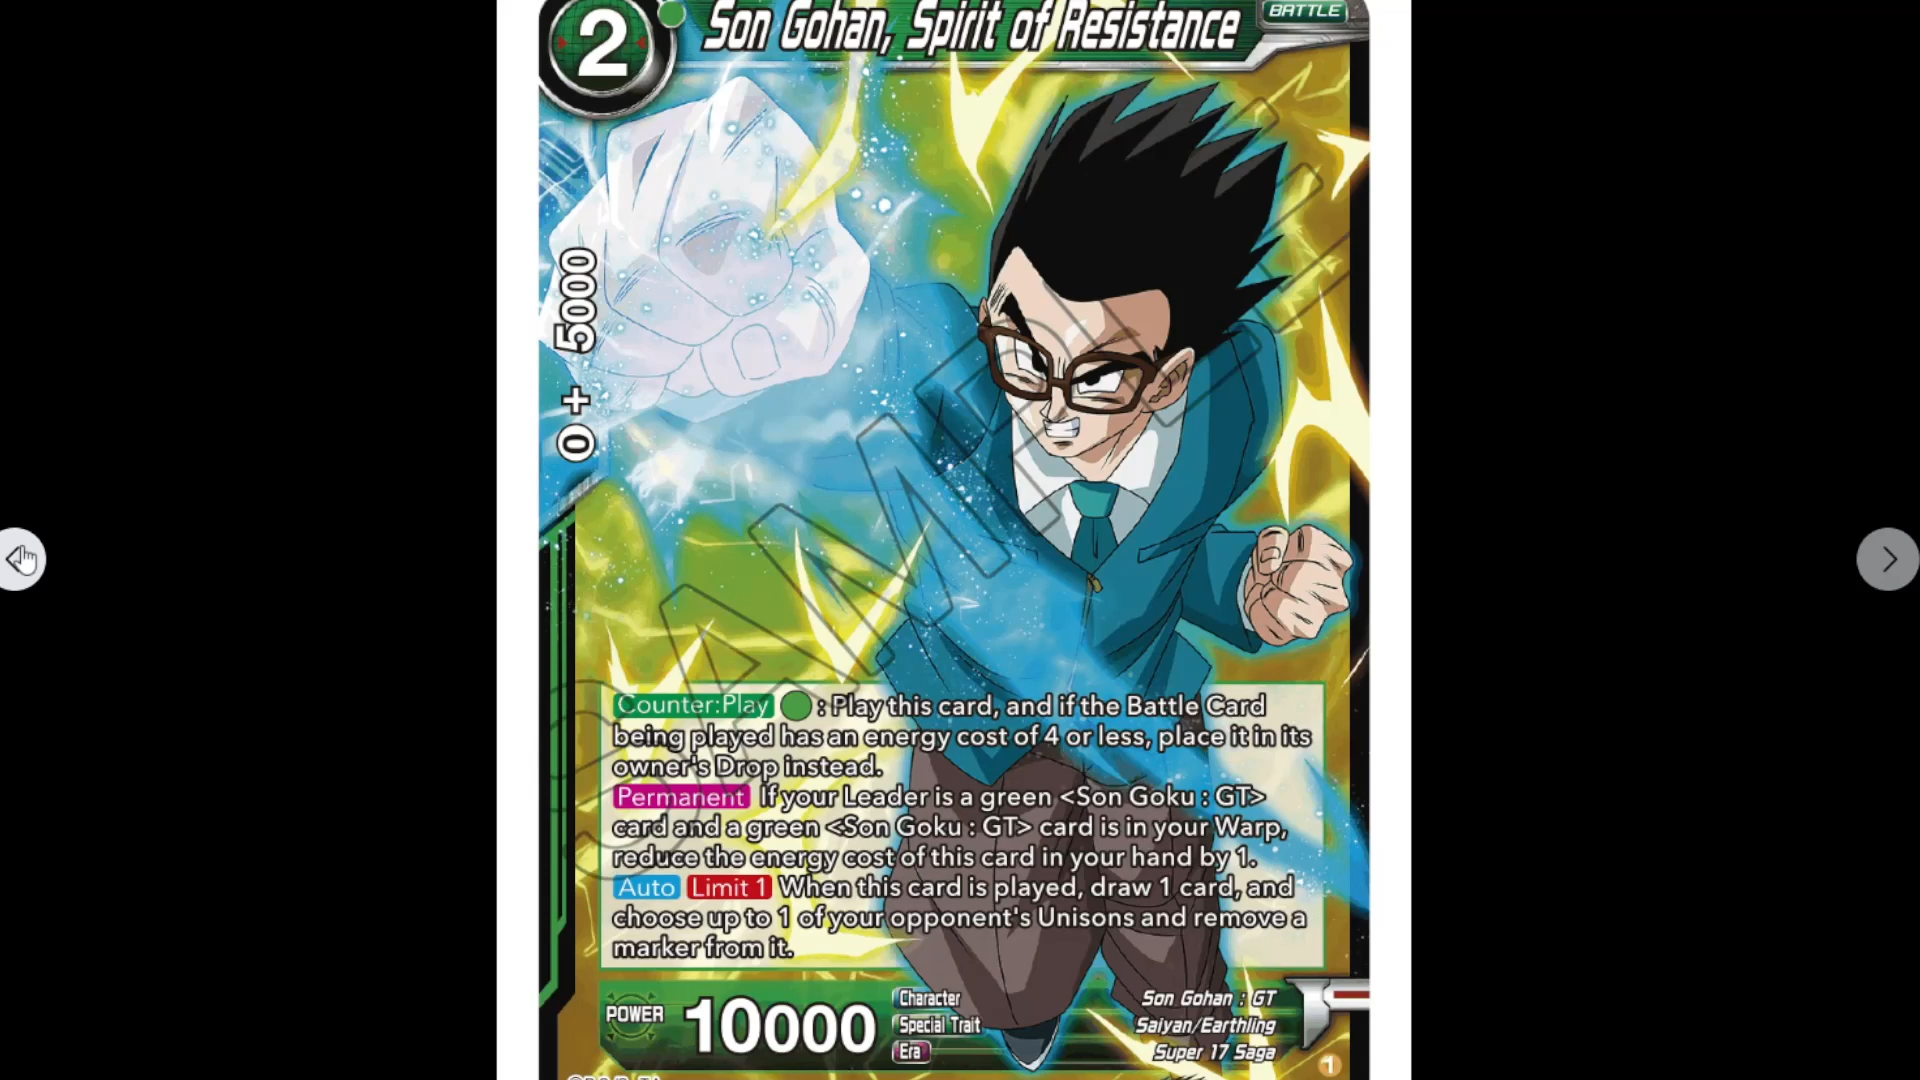 2
Son Gohan, Spirit of Resistance
BATTLE
0 + 5000
SAMPLE
Counter:Play : Play this card, and if the Battle Card
being played has an energy cost of 4 or less, place it in its
owner's Drop instead.
Permanent If your Leader is a green <Son Goku : GT>
card and a green <Son Goku : GT> card is in your Warp,
reduce the energy cost of this card in your hand by 1.
Auto Limit 1 When this card is played, draw 1 card, and
choose up to 1 of your opponent's Unisons and remove a
marker from it.
POWER 10000
Character Son Gohan : GT
Special Trait Saiyan/Earthling
Era Super 17 Saga
1